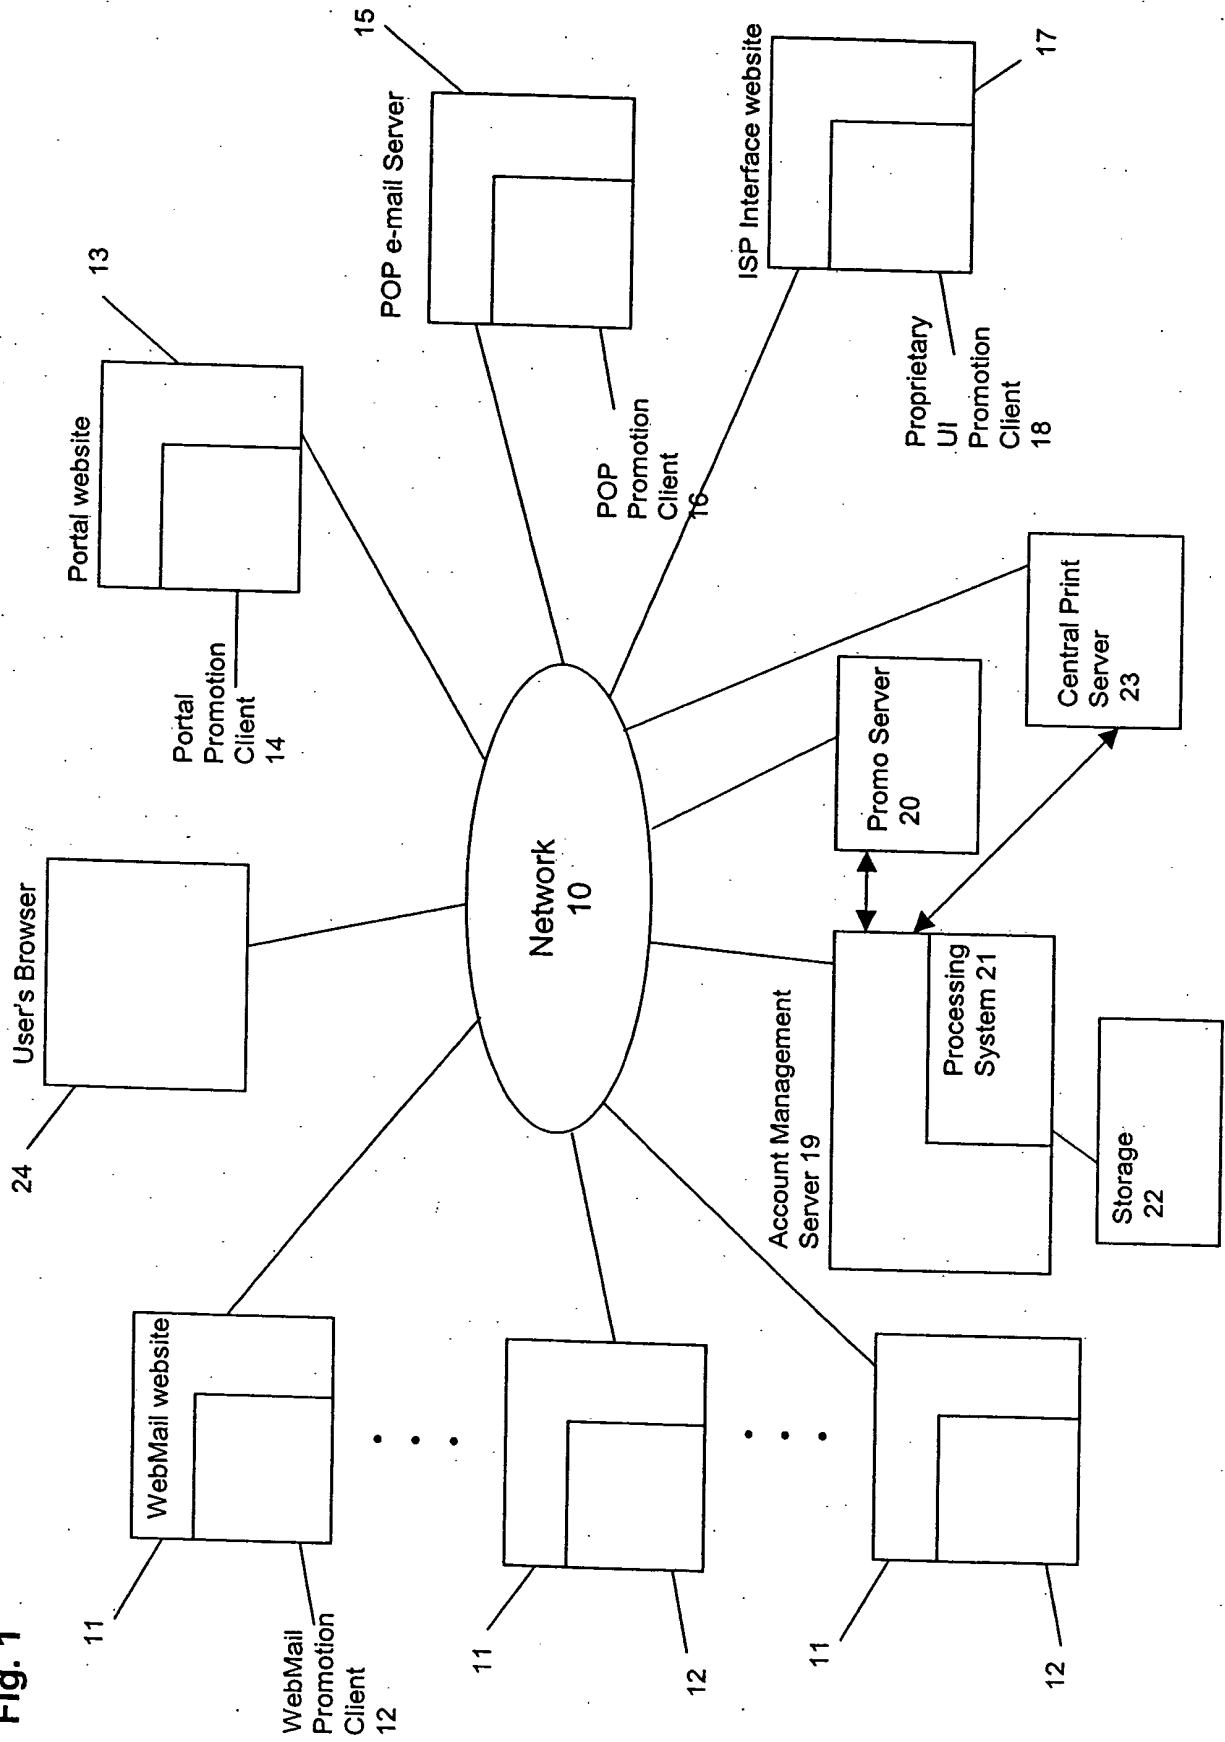 Fig. 1
24
User's Browser
13
Portal website
Portal
Promotion
Client
14
15
POP e-mail Server
POP
Promotion
Client
16
17
ISP Interface website
Proprietary
UI
Promotion
Client
18
11
WebMail website
WebMail
Promotion
Client
12
11
12
11
12
Network
10
Account Management
Server 19
Processing
System 21
Storage
22
Promo Server
20
Central Print
Server
23